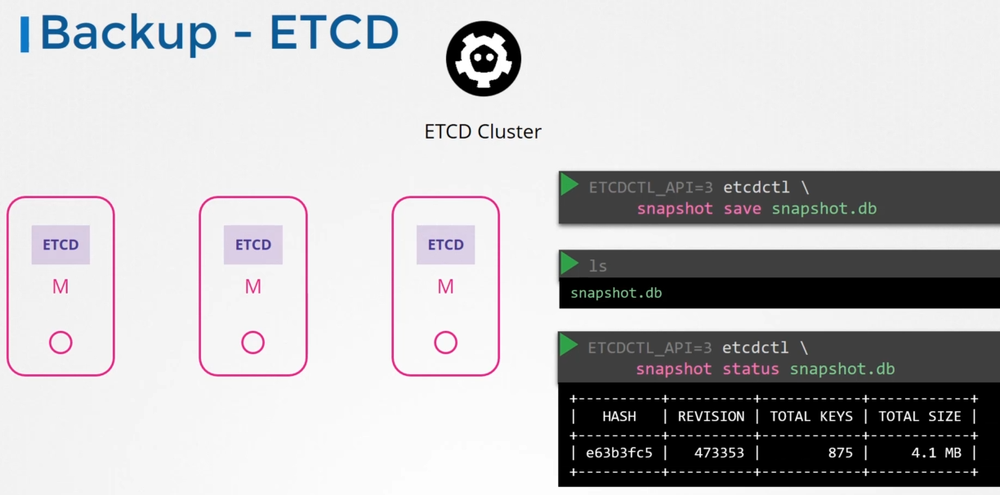 Backup - ETCD
ETCD Cluster
ETCD
M
ETCD
M
ETCD
M
ETCDCTL_API=3 etcdctl \
snapshot save snapshot.db
ls
snapshot.db
ETCDCTL_API=3 etcdctl \
snapshot status snapshot.db
+----------+----------+------------+------------+
|   HASH   | REVISION | TOTAL KEYS | TOTAL SIZE |
+----------+----------+------------+------------+
| e63b3fc5 |   473353 |        875 |     4.1 MB |
+----------+----------+------------+------------+